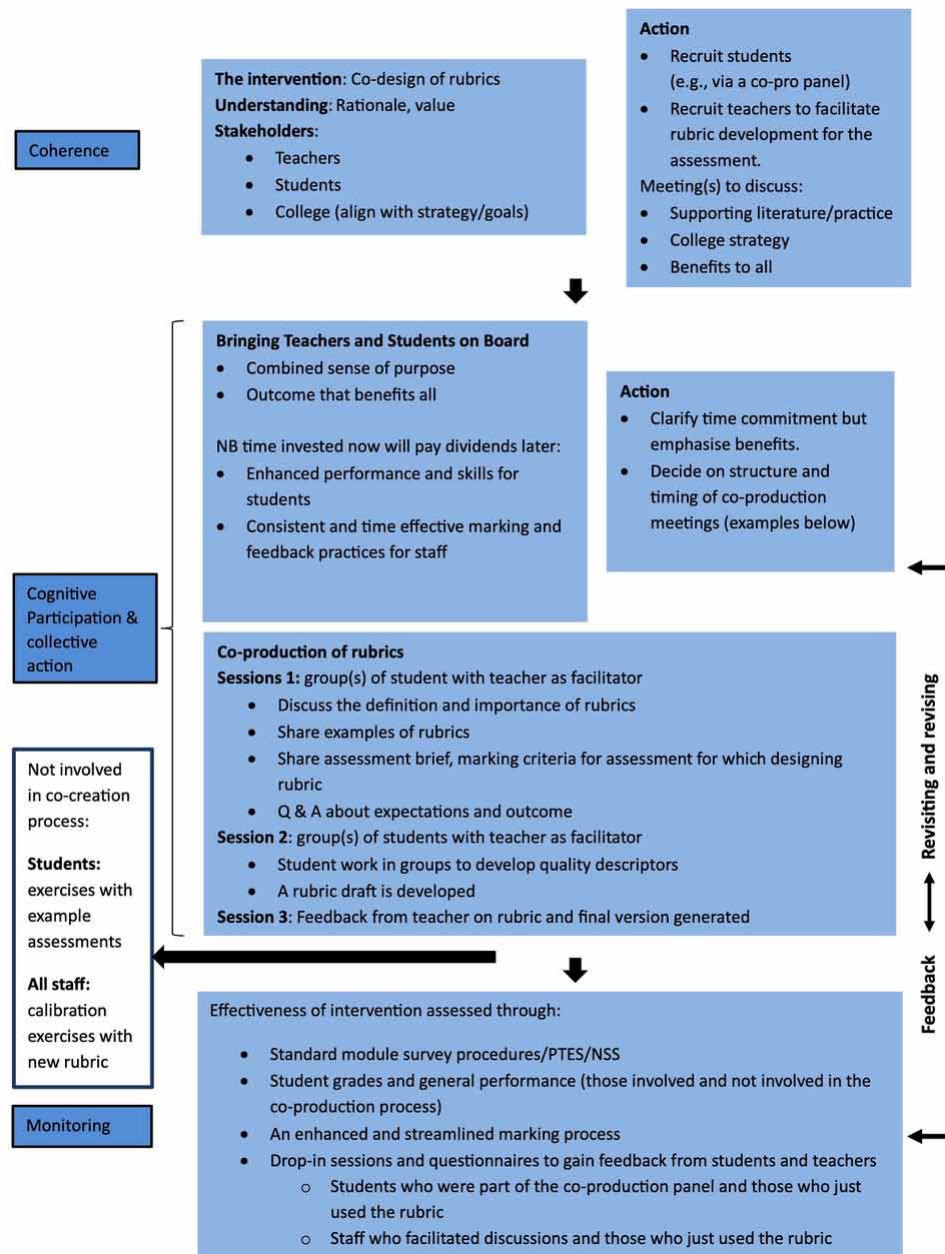 Coherence
The intervention: Co-design of rubrics
Understanding: Rationale, value
Stakeholders:
• Teachers
• Students
• College (align with strategy/goals)
Action
• Recruit students
(e.g., via a co-pro panel)
• Recruit teachers to facilitate
rubric development for the
assessment.
Meeting(s) to discuss:
• Supporting literature/practice
• College strategy
• Benefits to all
Cognitive
Participation &
collective
action
Bringing Teachers and Students on Board
• Combined sense of purpose
• Outcome that benefits all
NB time invested now will pay dividends later:
• Enhanced performance and skills for
students
• Consistent and time effective marking and
feedback practices for staff
Action
• Clarify time commitment but
emphasise benefits.
• Decide on structure and
timing of co-production
meetings (examples below)
Co-production of rubrics
Sessions 1: group(s) of student with teacher as facilitator
• Discuss the definition and importance of rubrics
• Share examples of rubrics
• Share assessment brief, marking criteria for assessment for which designing
rubric
• Q & A about expectations and outcome
Session 2: group(s) of students with teacher as facilitator
• Student work in groups to develop quality descriptors
• A rubric draft is developed
Session 3: Feedback from teacher on rubric and final version generated
Not involved
in co-creation
process:
Students:
exercises with
example
assessments
All staff:
calibration
exercises with
new rubric
Revisiting and revising
Feedback
Monitoring
Effectiveness of intervention assessed through:
• Standard module survey procedures/PTES/NSS
• Student grades and general performance (those involved and not involved in the
co-production process)
• An enhanced and streamlined marking process
• Drop-in sessions and questionnaires to gain feedback from students and teachers
o Students who were part of the co-production panel and those who just
used the rubric
o Staff who facilitated discussions and those who just used the rubric